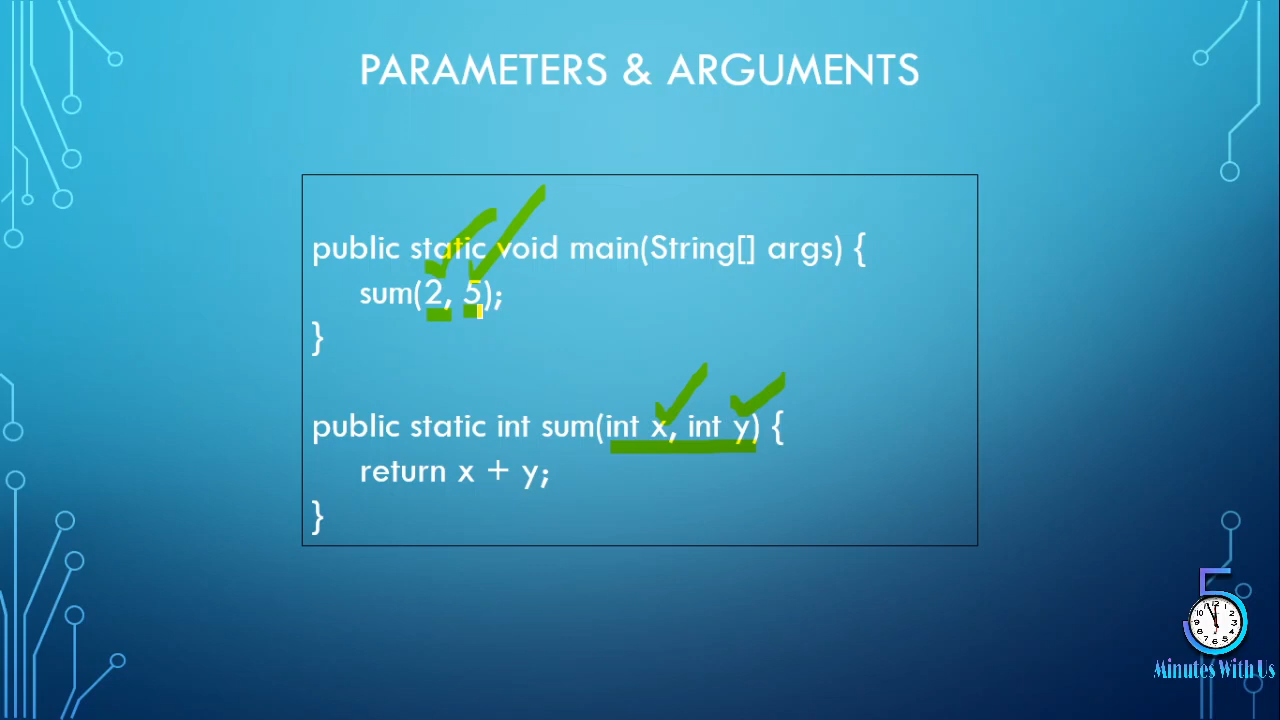 PARAMETERS & ARGUMENTS
public static void main(String[] args) {
sum(2, 5);
}
public static int sum(int x, int y) {
return x + y;
}
5
Minutes With Us